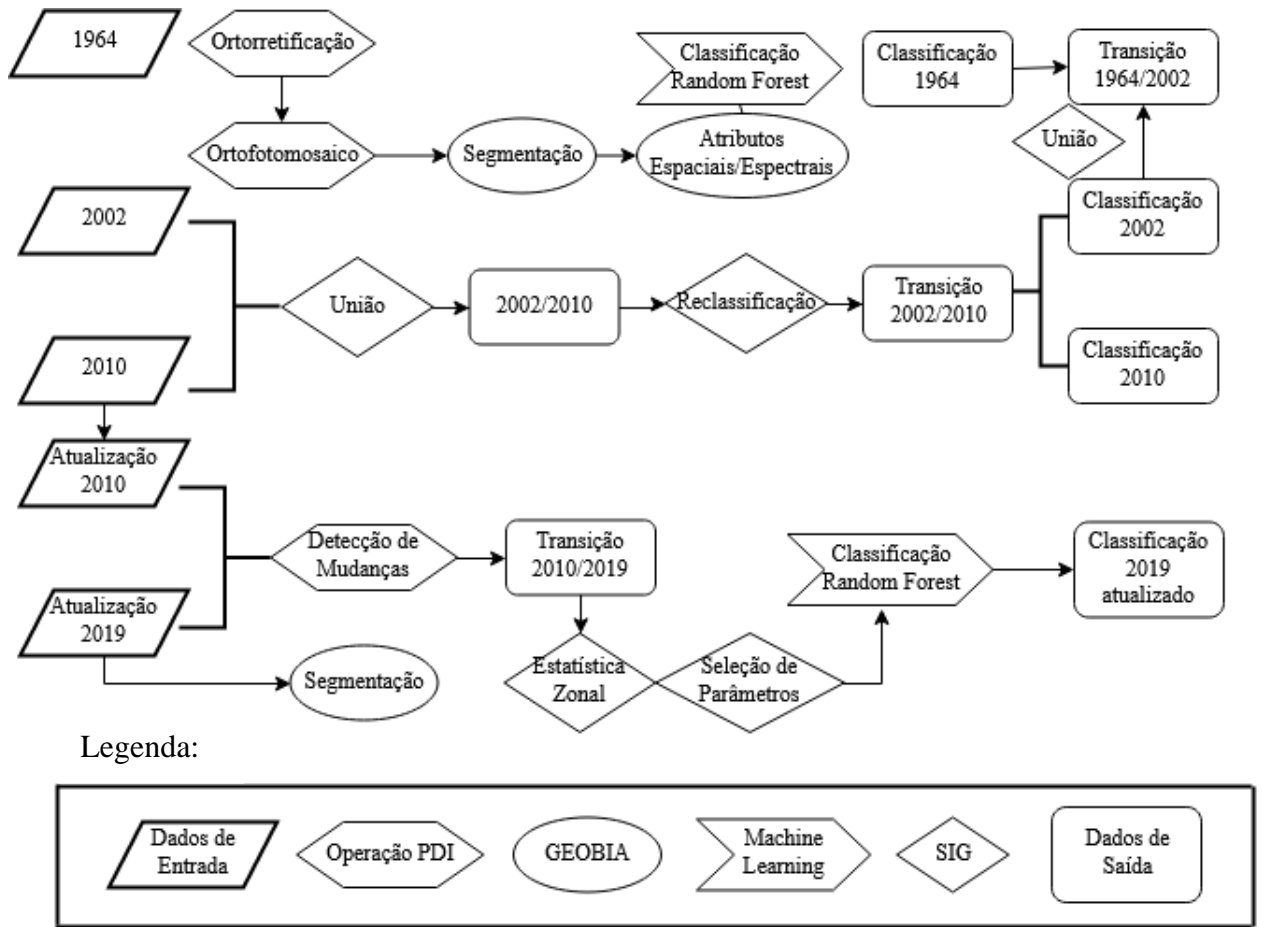 1964
Ortorretificação
Classificação
Random Forest
Classificação
1964
Transição
1964/2002
Ortofotomosaico
Segmentação
Atributos
Espaciais/Espectrais
União
2002
Classificação
2002
União
2002/2010
Reclassificação
Transição
2002/2010
2010
Classificação
2010
Atualização
2010
Detecção de
Mudanças
Transição
2010/2019
Classificação
Random Forest
Classificação
2019
atualizado
Atualização
2019
Segmentação
Estatística
Zonal
Seleção de
Parâmetros
Legenda:
Dados de
Entrada
Operação PDI
GEOBIA
Machine
Learning
SIG
Dados de
Saída